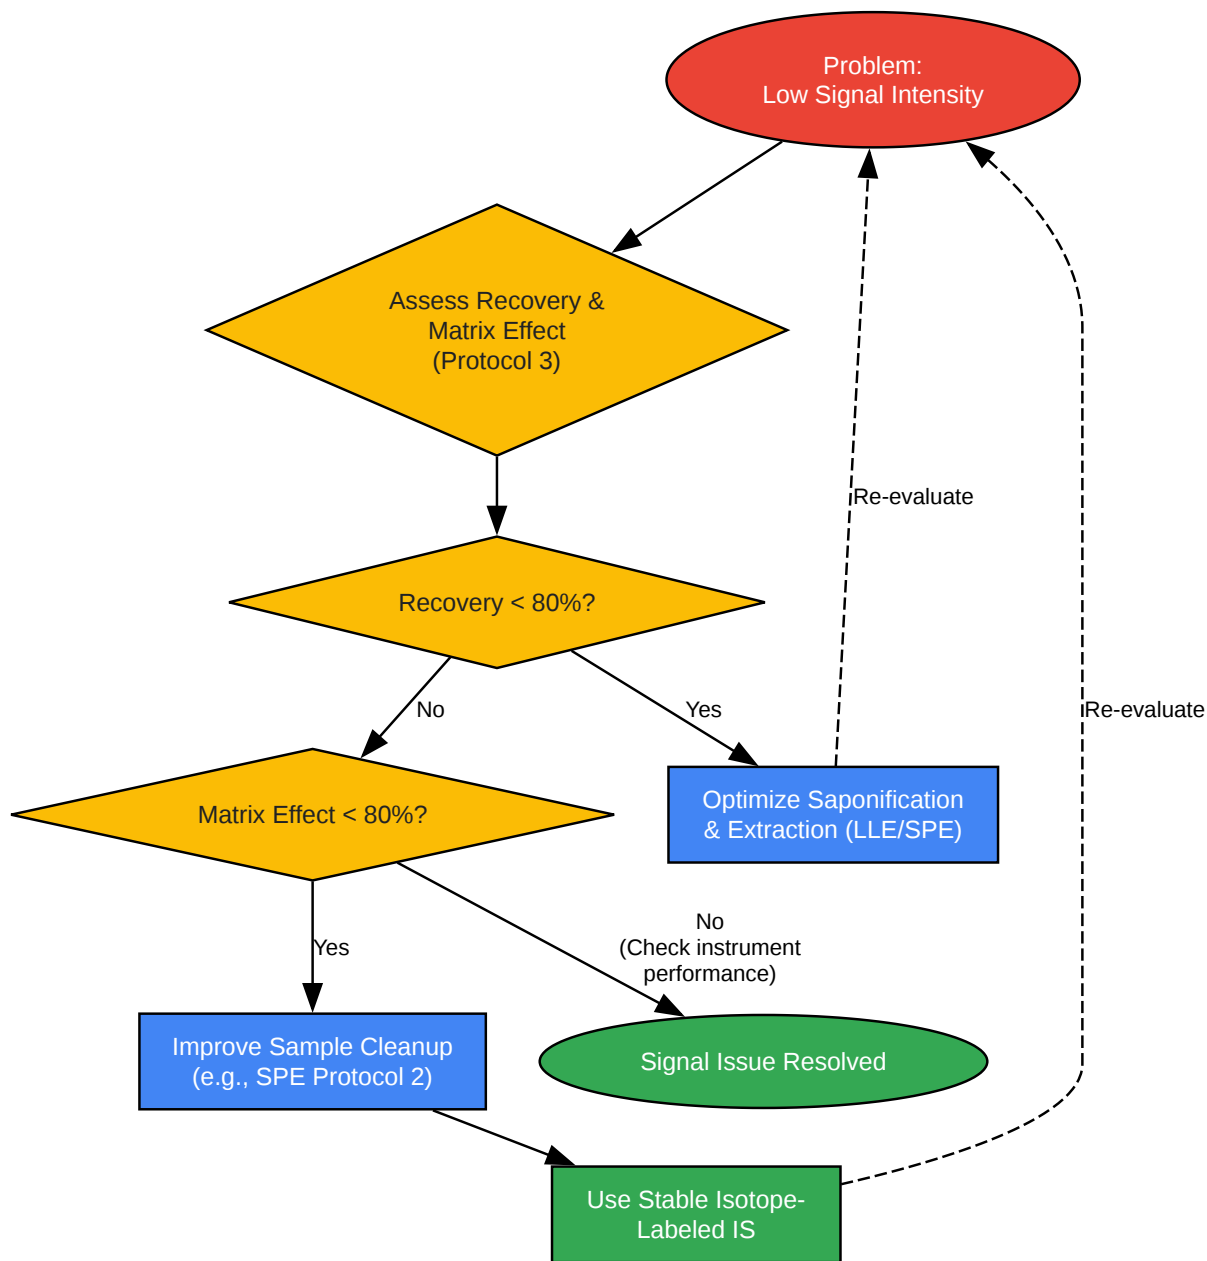 Problem:
Low Signal Intensity
Assess Recovery &
Matrix Effect
(Protocol 3)
Re-evaluate
Recovery < 80%?
No
Yes
Re-evaluate
Matrix Effect < 80%?
Optimize Saponification
& Extraction (LLE/SPE)
Yes
No
(Check instrument
performance)
Improve Sample Cleanup
(e.g., SPE Protocol 2)
Signal Issue Resolved
Use Stable Isotope-
Labeled IS